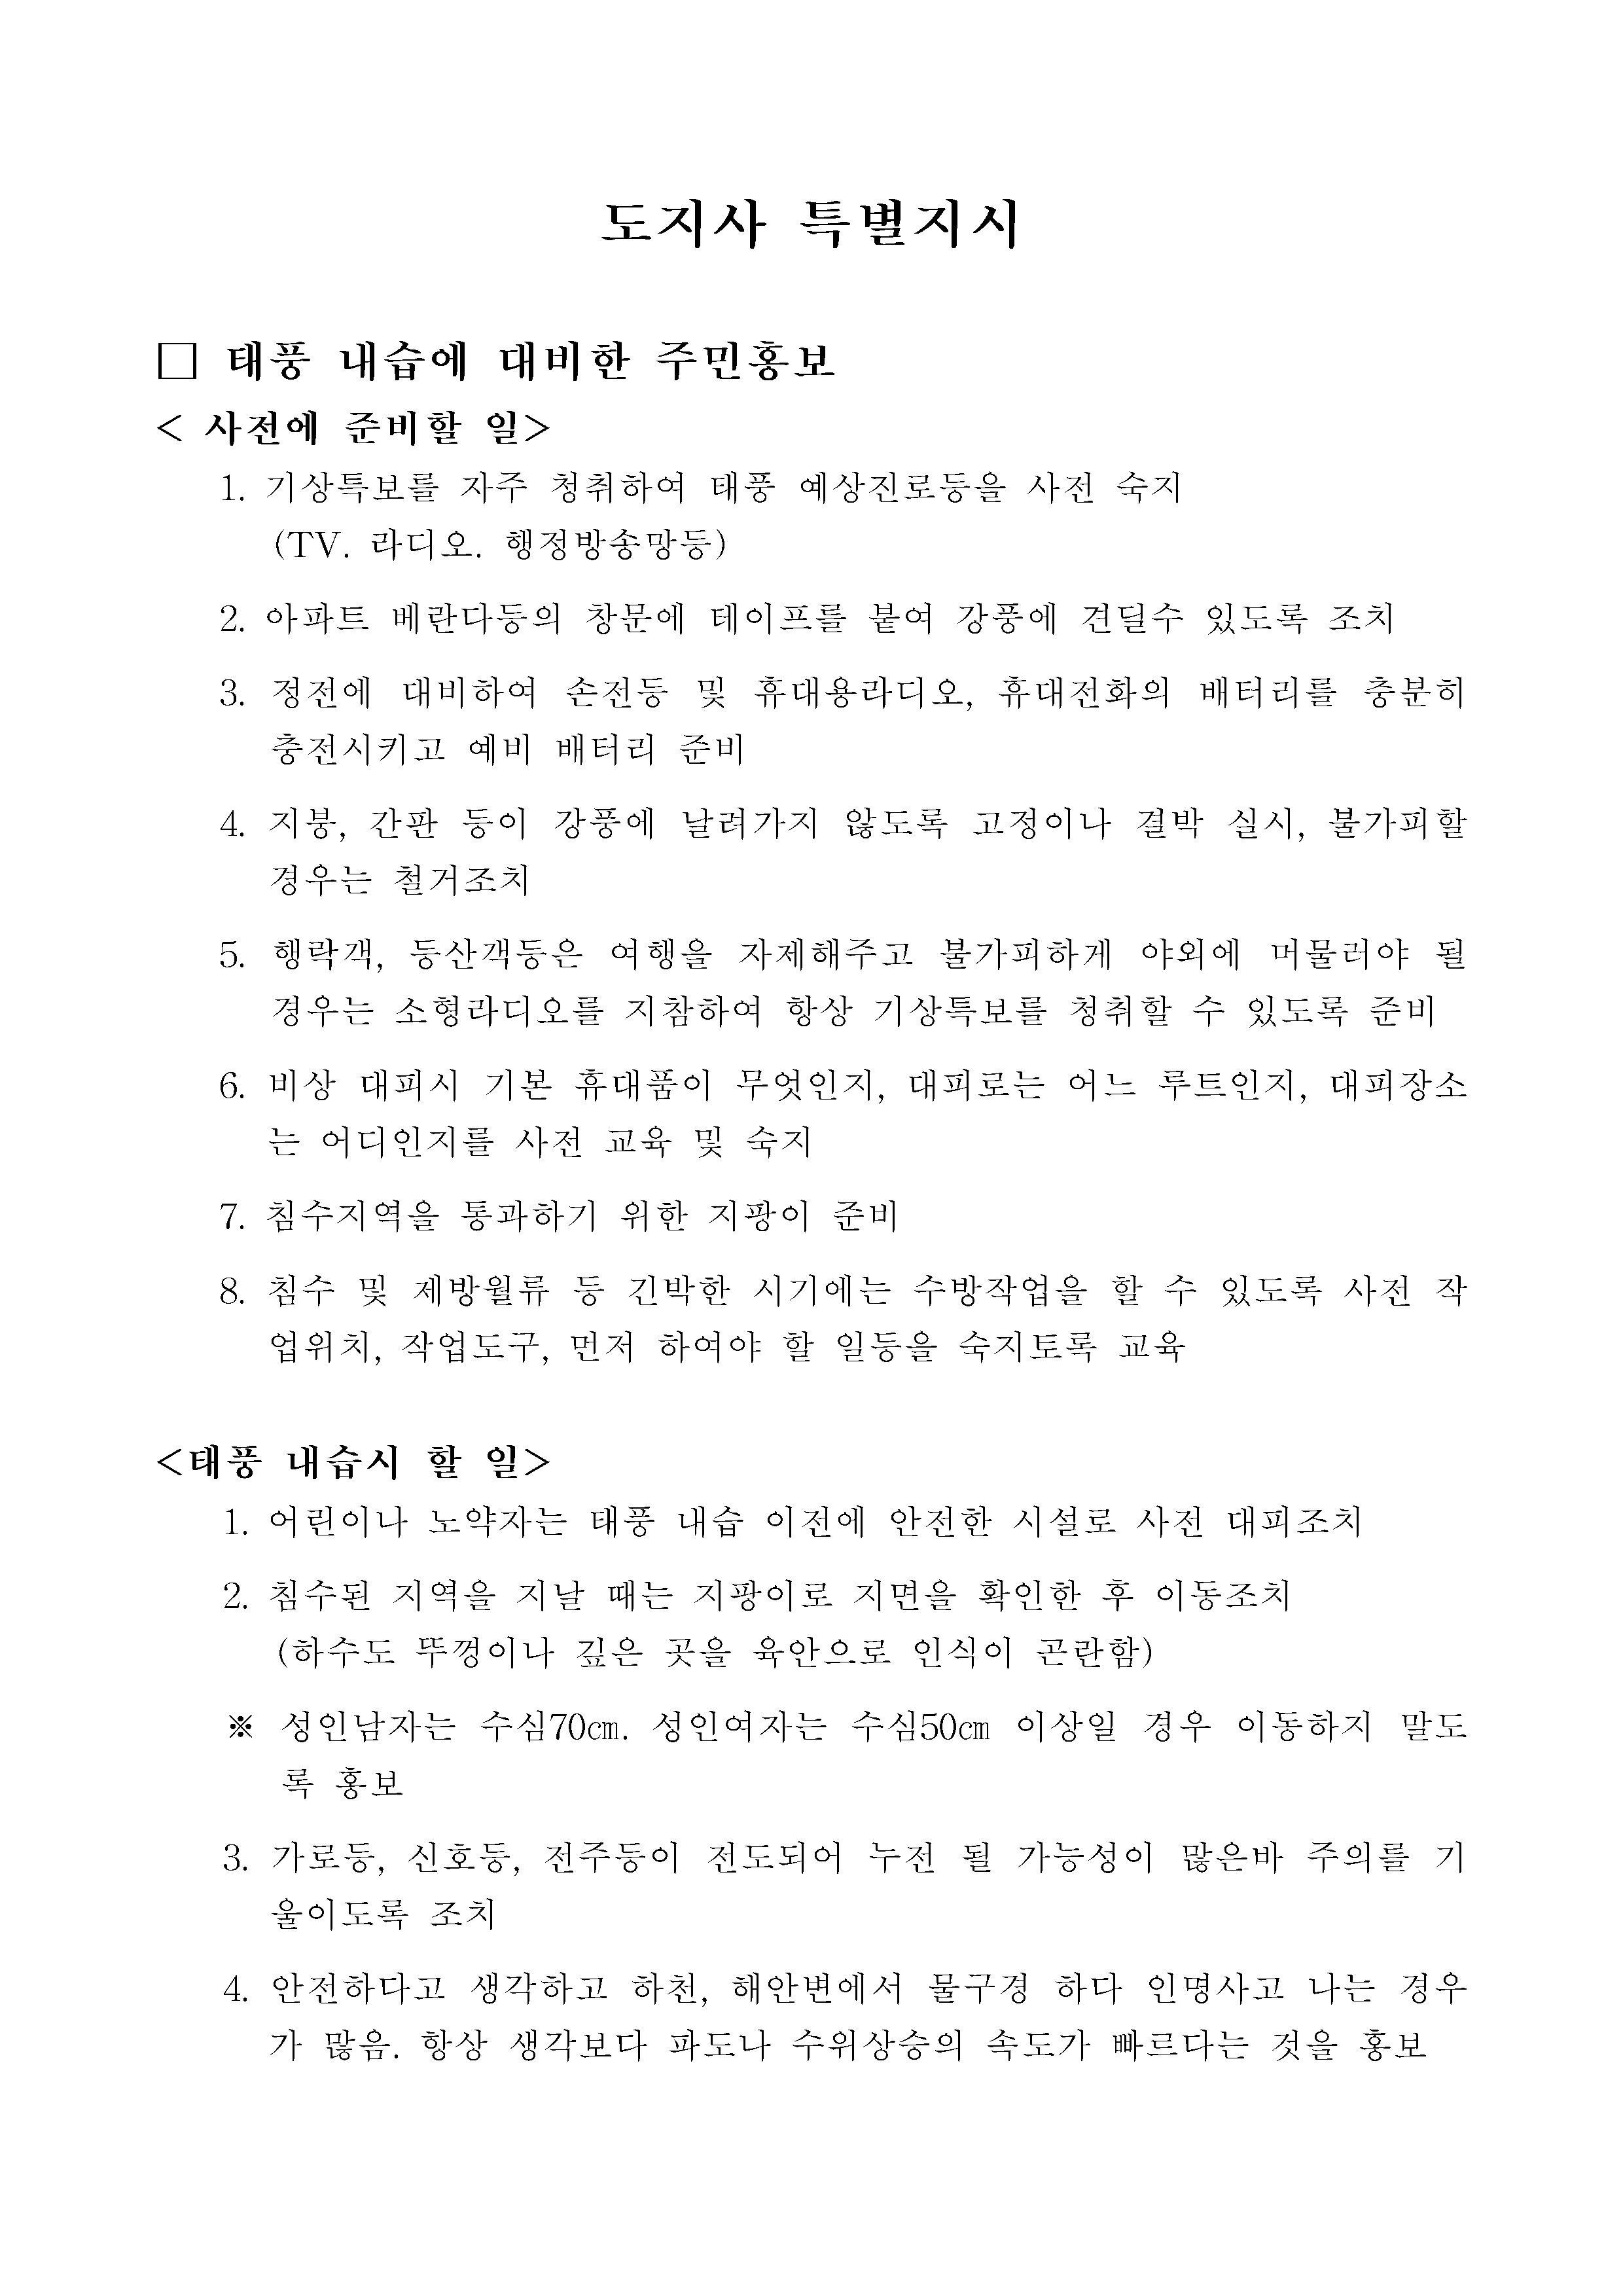 도지사 특별지시
□ 태풍 내습에 대비한 주민홍보
< 사전에 준비할 일>
1. 기상특보를 자주 청취하여 태풍 예상진로등을 사전 숙지
(TV. 라디오. 행정방송망등)
2. 아파트 베란다등의 창문에 테이프를 붙여 강풍에 견딜수 있도록 조치
3. 정전에 대비하여 손전등 및 휴대용라디오, 휴대전화의 배터리를 충분히
충전시키고 예비 배터리 준비
4. 지붕, 간판 등이 강풍에 날려가지 않도록 고정이나 결박 실시, 불가피할
경우는 철거조치
5. 행락객, 등산객등은 여행을 자제해주고 불가피하게 야외에 머물러야 될
경우는 소형라디오를 지참하여 항상 기상특보를 청취할 수 있도록 준비
6. 비상 대피시 기본 휴대품이 무엇인지, 대피로는 어느 루트인지, 대피장소
는 어디인지를 사전 교육 및 숙지
7. 침수지역을 통과하기 위한 지팡이 준비
8. 침수 및 제방월류 등 긴박한 시기에는 수방작업을 할 수 있도록 사전 작
업위치, 작업도구, 먼저 하여야 할 일등을 숙지토록 교육
<태풍 내습시 할 일>
1. 어린이나 노약자는 태풍 내습 이전에 안전한 시설로 사전 대피조치
2. 침수된 지역을 지날 때는 지팡이로 지면을 확인한 후 이동조치
(하수도 뚜껑이나 깊은 곳을 육안으로 인식이 곤란함)
※ 성인남자는 수심70㎝. 성인여자는 수심50㎝ 이상일 경우 이동하지 말도
록 홍보
3. 가로등, 신호등, 전주등이 전도되어 누전 될 가능성이 많은바 주의를 기
울이도록 조치
4. 안전하다고 생각하고 하천, 해안변에서 물구경 하다 인명사고 나는 경우
가 많음. 항상 생각보다 파도나 수위상승의 속도가 빠르다는 것을 홍보